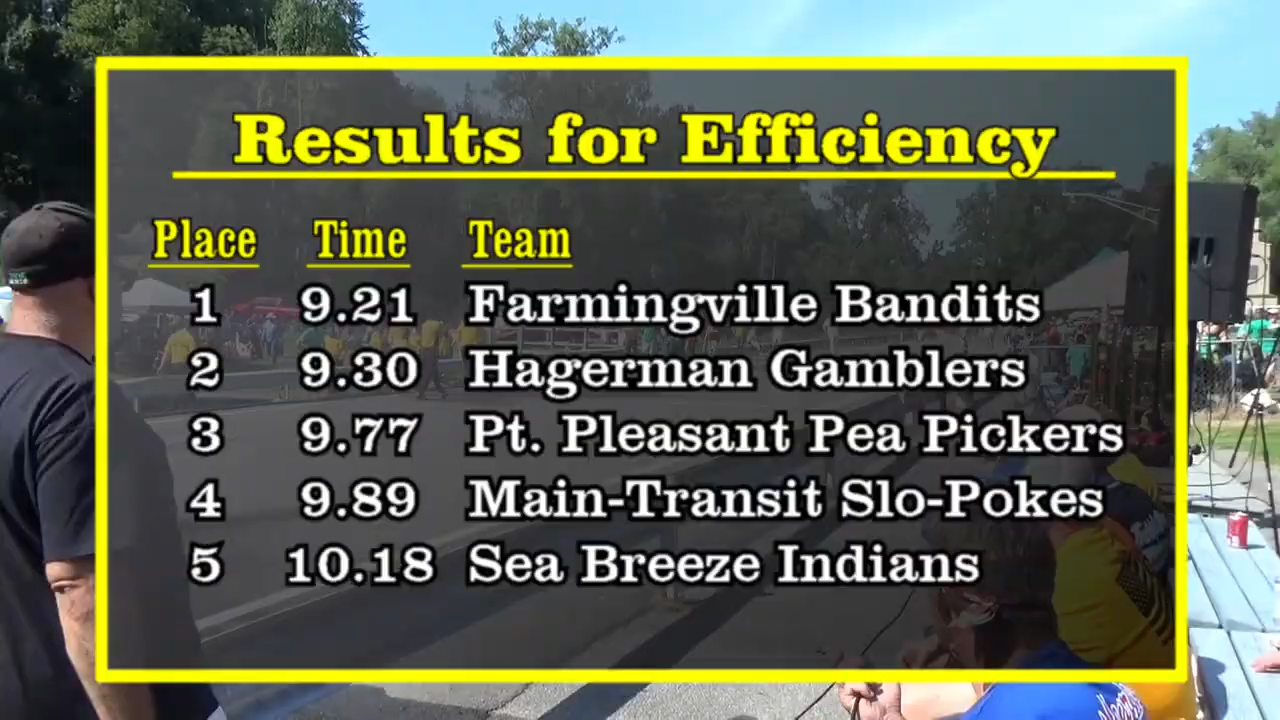 Results for Efficiency
Place Time Team
1 9.21 Farmingville Bandits
2 9.30 Hagerman Gamblers
3 9.77 Pt. Pleasant Pea Pickers
4 9.89 Main-Transit Slo-Pokes
5 10.18 Sea Breeze Indians